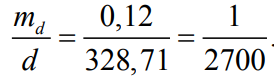 m_d / d = 0,12 / 328,71 = 1 / 2700.